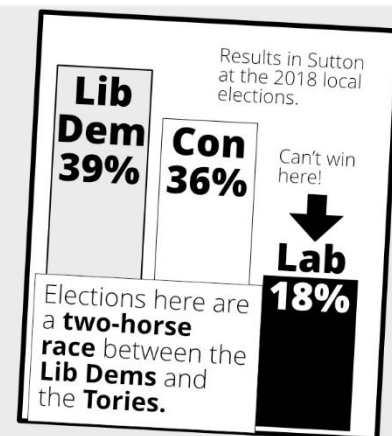 Results in Sutton
at the 2018 local
elections.
Lib
Dem
39%
Con
36%
Can't win
here!
Lab
18%
Elections here are
a two-horse
race between the
Lib Dems and
the Tories.